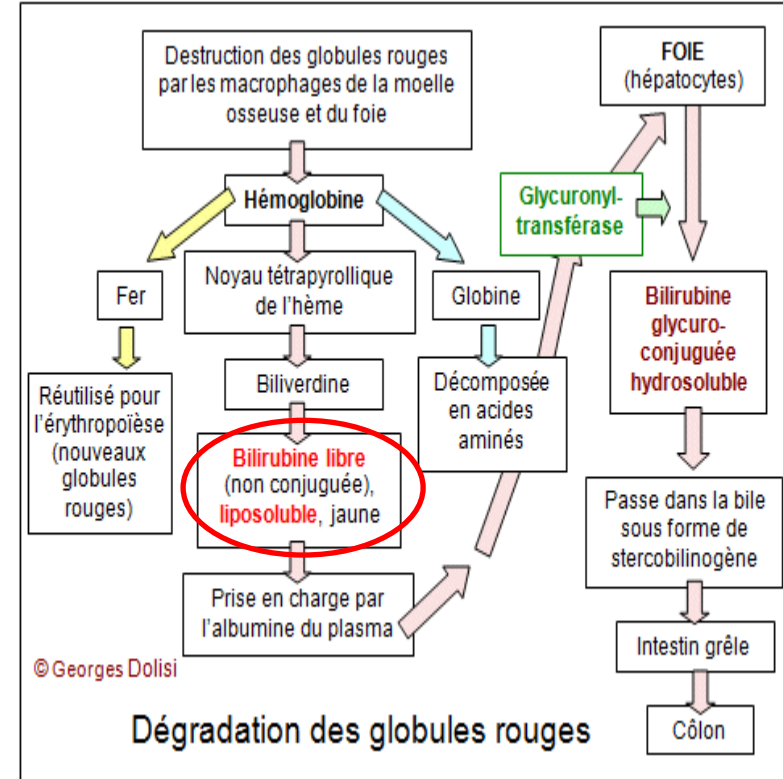 Destruction des globules rouges
par les macrophages de la moelle
osseuse et du foie
Hémoglobine
Fer
Réutilisé pour
l'érythropoïèse
(nouveaux
globules
rouges)
Noyau tétrapyrollique
de l'hème
Biliverdine
Bilirubine libre
(non conjuguée),
liposoluble, jaune
Prise en charge par
l'albumine du plasma
Globine
Décomposée
en acides
aminés
Glycuronyl-
transférase
FOIE
(hépatocytes)
Bilirubine
glycuro-
conjuguée
hydrosoluble
Passe dans la bile
sous forme de
stercobilinogène
Intestin grêle
Côlon
© Georges Dolisi
Dégradation des globules rouges